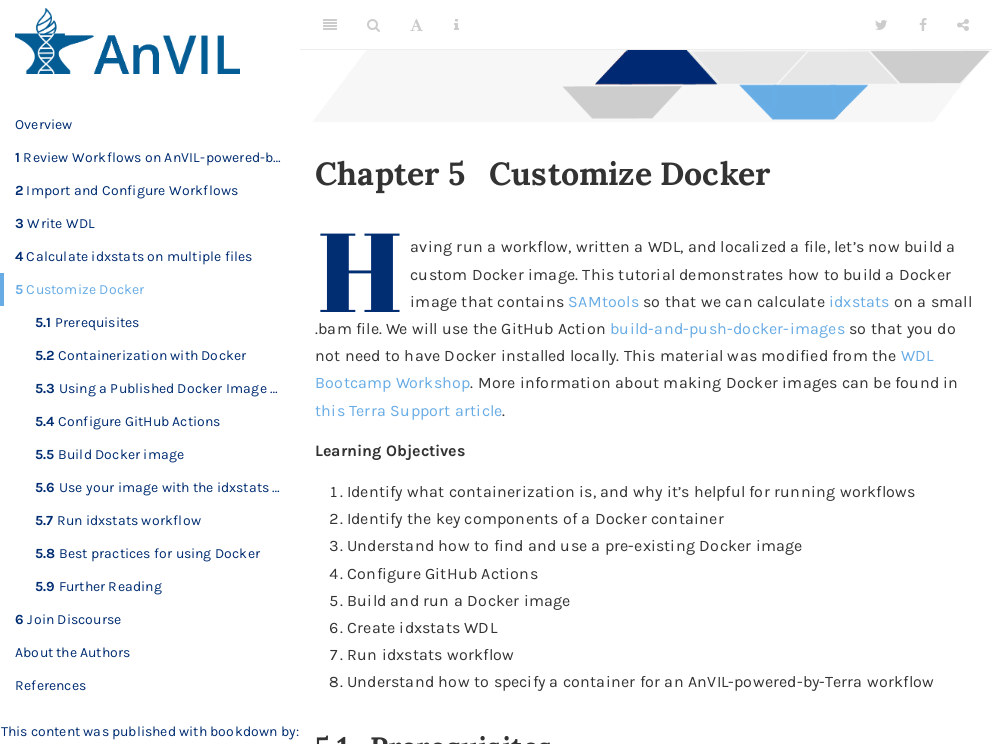 AnVIL
Overview
1 Review Workflows on AnVIL-powered-b...
2 Import and Configure Workflows
3 Write WDL
4 Calculate idxstats on multiple files
5 Customize Docker
5.1 Prerequisites
5.2 Containerization with Docker
5.3 Using a Published Docker Image ...
5.4 Configure GitHub Actions
5.5 Build Docker image
5.6 Use your image with the idxstats ...
5.7 Run idxstats workflow
5.8 Best practices for using Docker
5.9 Further Reading
6 Join Discourse
About the Authors
References
This content was published with bookdown by:
Chapter 5 Customize Docker
Having run a workflow, written a WDL, and localized a file, let’s now build a
custom Docker image. This tutorial demonstrates how to build a Docker
image that contains SAMtools so that we can calculate idxstats on a small
.bam file. We will use the GitHub Action build-and-push-docker-images so that you do
not need to have Docker installed locally. This material was modified from the WDL
Bootcamp Workshop. More information about making Docker images can be found in
this Terra Support article.
Learning Objectives
1. Identify what containerization is, and why it’s helpful for running workflows
2. Identify the key components of a Docker container
3. Understand how to find and use a pre-existing Docker image
4. Configure GitHub Actions
5. Build and run a Docker image
6. Create idxstats WDL
7. Run idxstats workflow
8. Understand how to specify a container for an AnVIL-powered-by-Terra workflow
5.1 Prerequisites